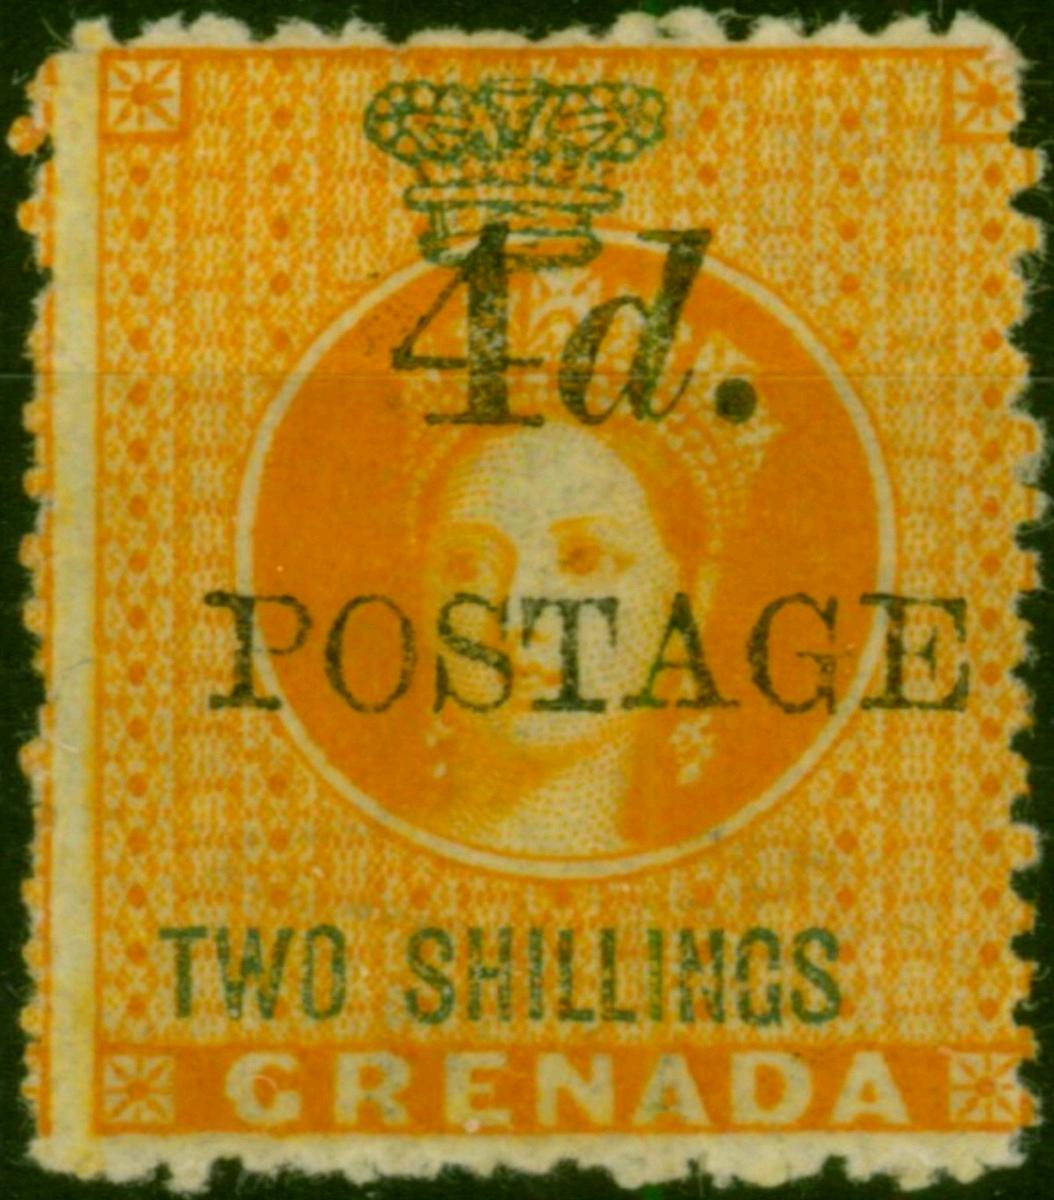 4d.
POSTAGE
TWO SHILLINGS
GRENADA